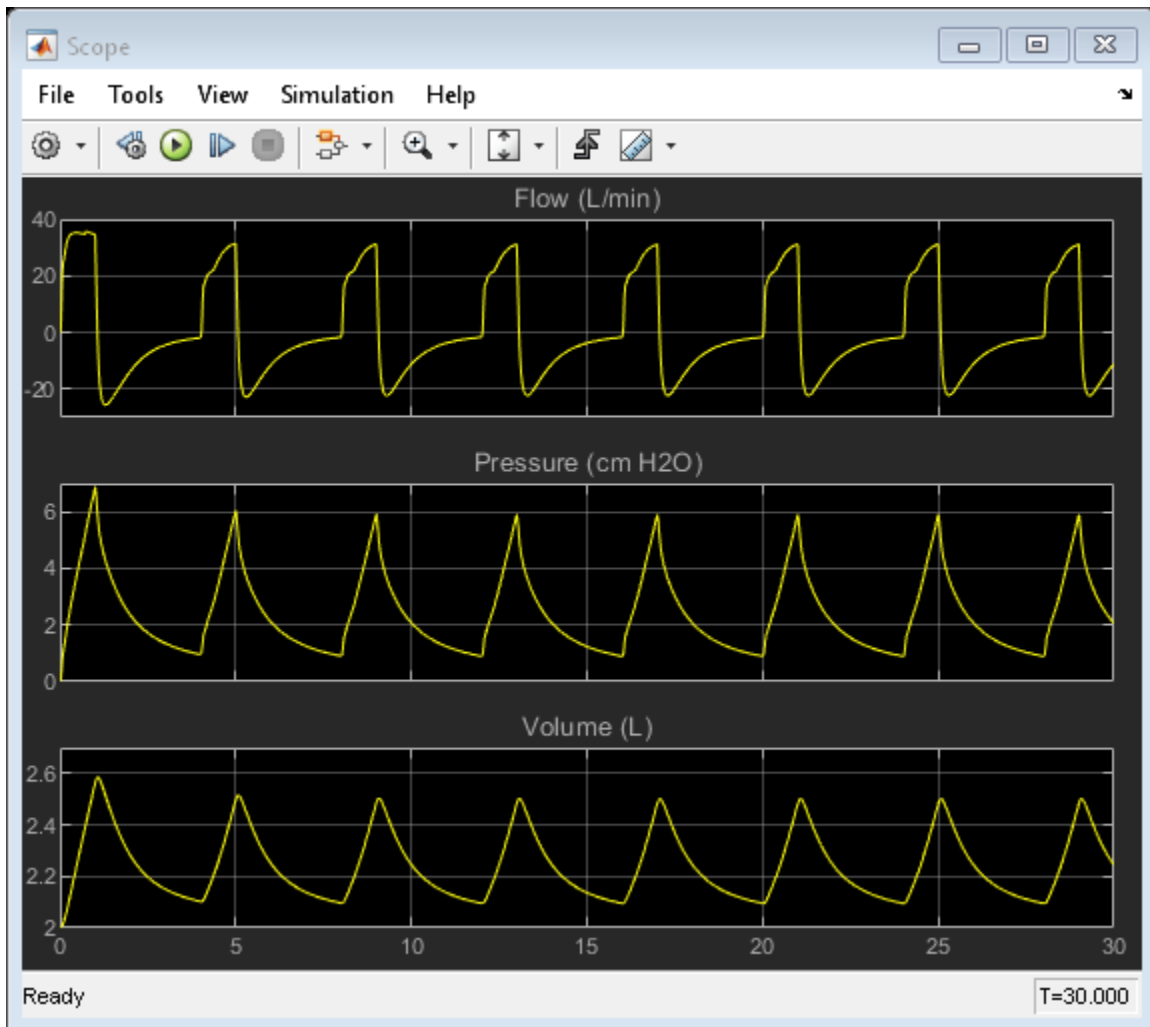 Scope
File Tools View Simulation Help
Flow (L/min)
40
20
0
-20
Pressure (cm H2O)
6
4
2
0
Volume (L)
2.6
2.4
2.2
2
0 5 10 15 20 25 30
Ready T=30.000